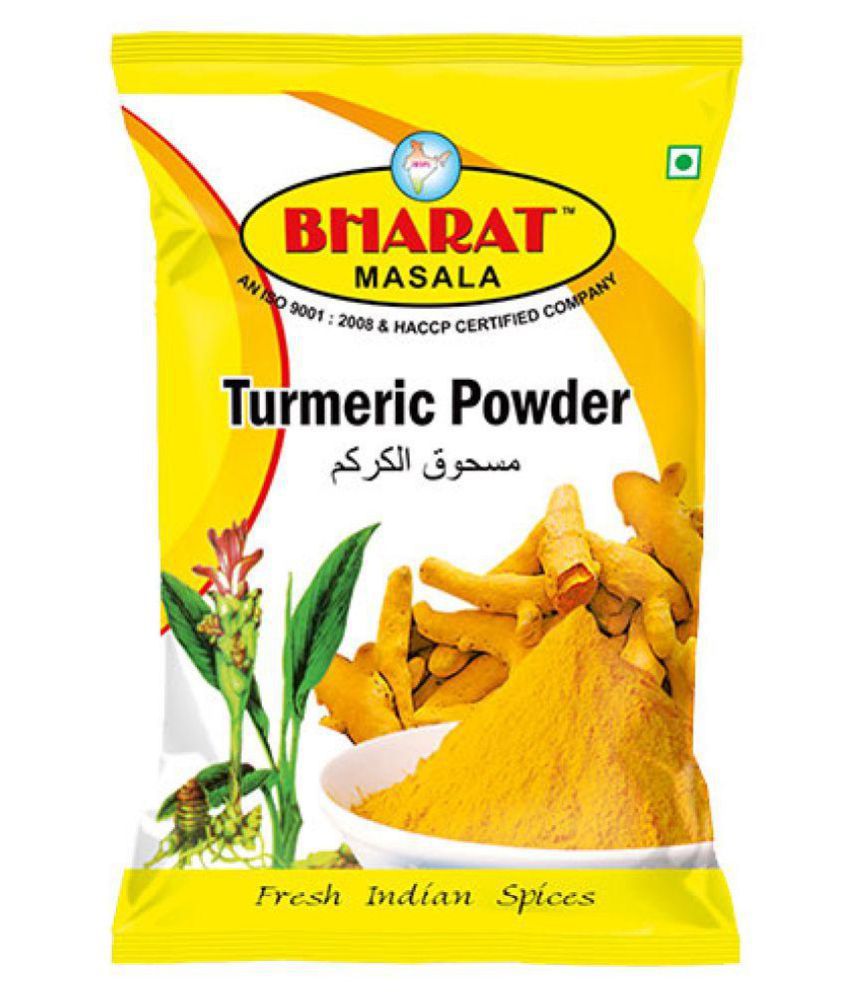 BHARAT™
MASALA
AN ISO 9001 : 2008 & HACCP CERTIFIED COMPANY
Turmeric Powder
مسحوق الكركم
Fresh Indian Spices